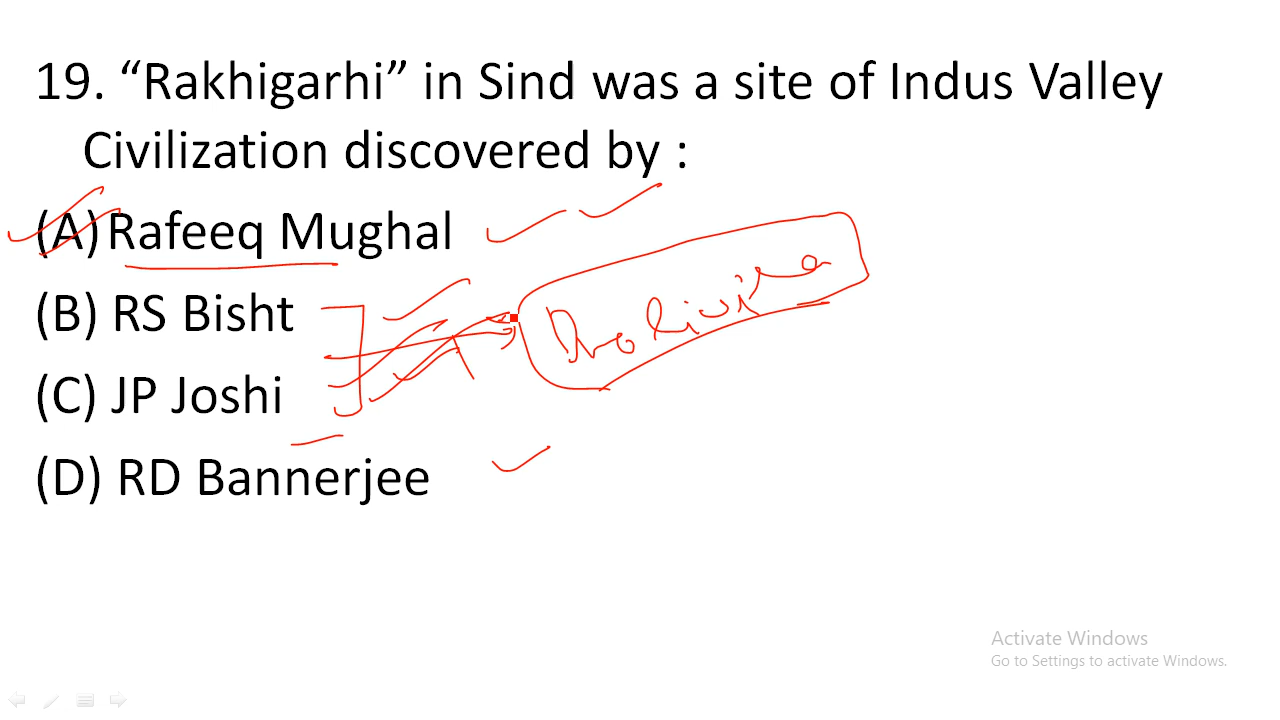 19. “Rakhigarhi” in Sind was a site of Indus Valley
Civilization discovered by :
(A) Rafeeq Mughal
(B) RS Bisht
(C) JP Joshi
(D) RD Bannerjee
Activate Windows
Go to Settings to activate Windows.